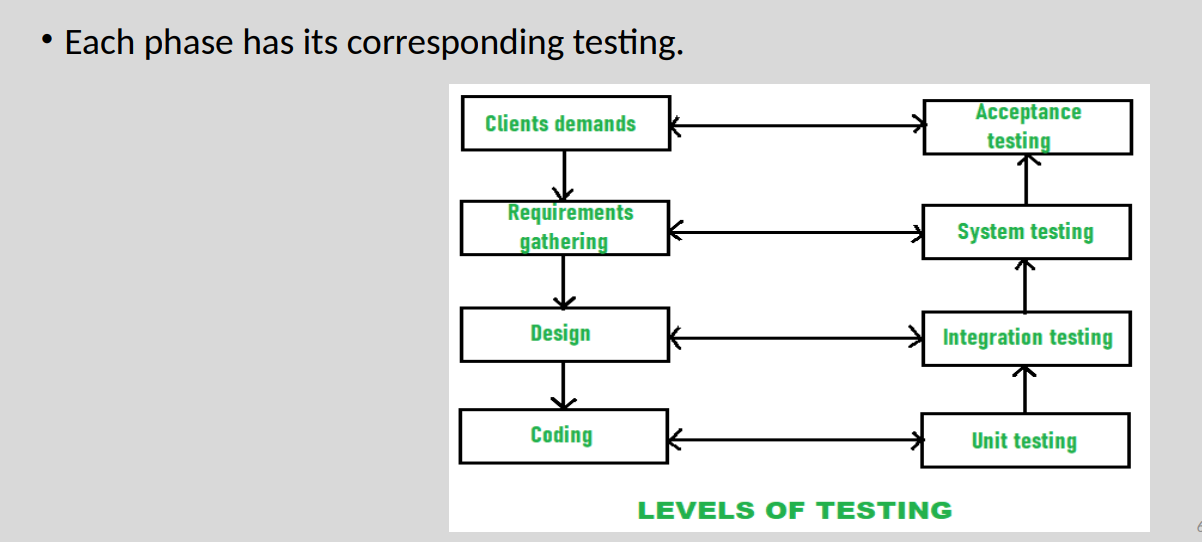 • Each phase has its corresponding testing.
Clients demands
Acceptance
testing
Requirements
gathering
System testing
Design
Integration testing
Coding
Unit testing
LEVELS OF TESTING